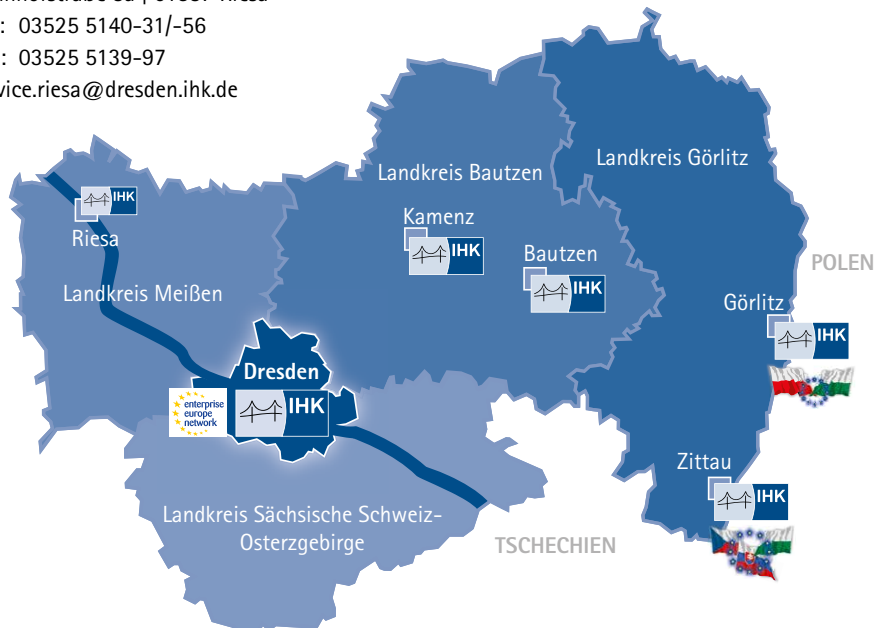 : 03525 5140-31/-56
: 03525 5139-97
vice.riesa@dresden.ihk.de
Landkreis Görlitz
Landkreis Bautzen
IHK
Riesa
Kamenz
IHK
Bautzen
IHK
POLEN
Landkreis Meißen
Görlitz
IHK
Dresden
enterprise
europe
network
IHK
Zittau
IHK
Landkreis Sächsische Schweiz-
Osterzgebirge
TSCHECHIEN